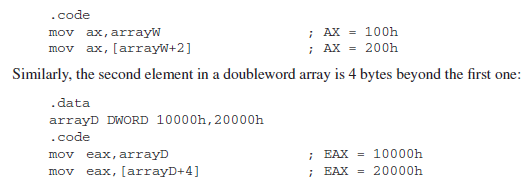 .code
mov ax,arrayW ; AX = 100h
mov ax,[arrayW+2] ; AX = 200h
Similarly, the second element in a doubleword array is 4 bytes beyond the first one:
.data
arrayD DWORD 10000h,20000h
.code
mov eax,arrayD ; EAX = 10000h
mov eax,[arrayD+4] ; EAX = 20000h